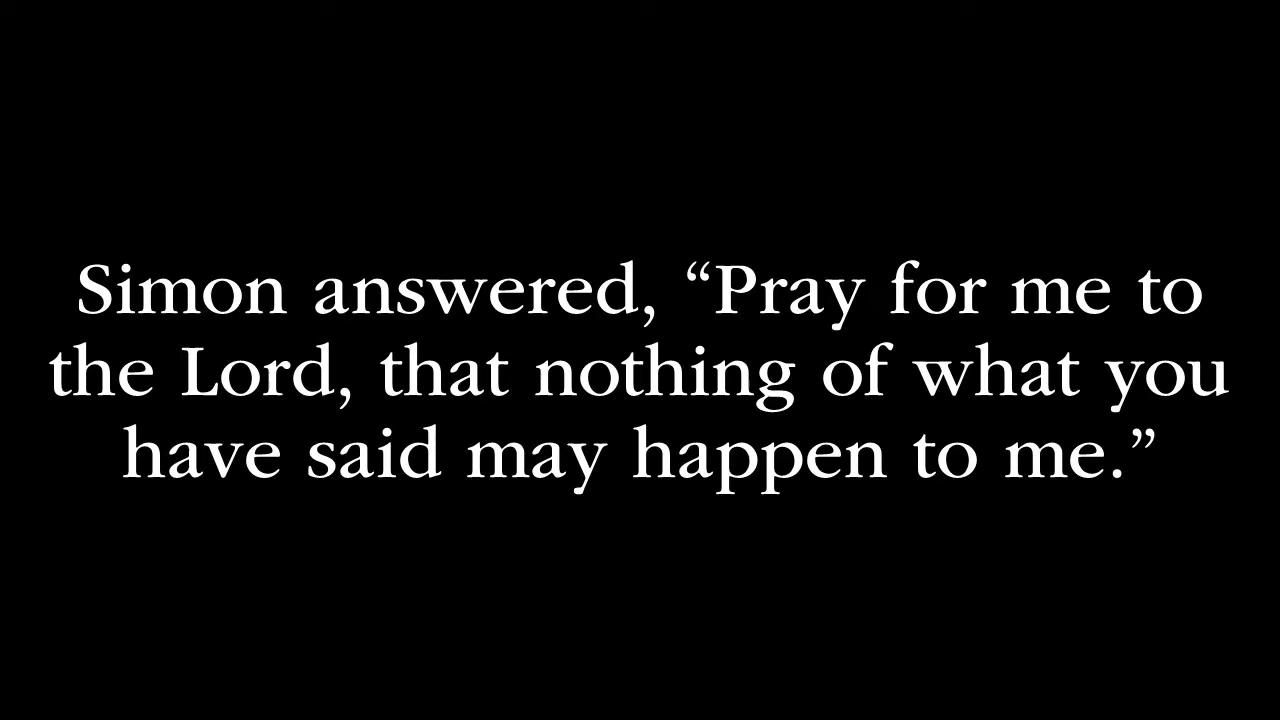 Simon answered, “Pray for me to
the Lord, that nothing of what you
have said may happen to me.”